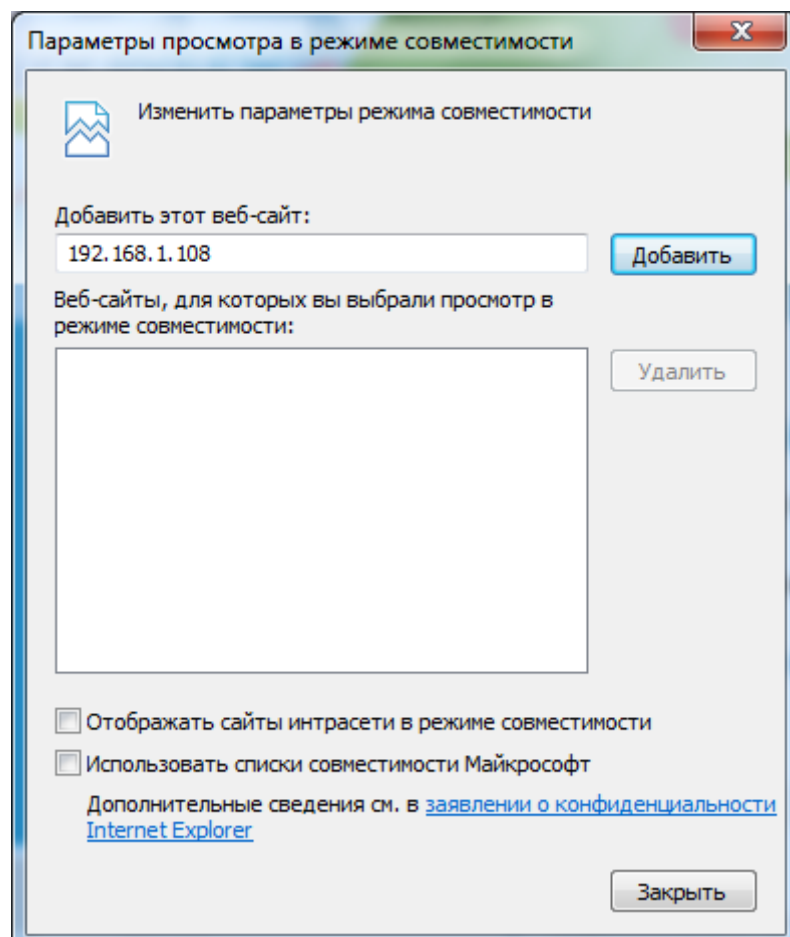 Параметры просмотра в режиме совместимости
Изменить параметры режима совместимости
Добавить этот веб-сайт:
192.168.1.108
Добавить
Веб-сайты, для которых вы выбрали просмотр в
режиме совместимости:
Удалить
Отображать сайты интрасети в режиме совместимости
Использовать списки совместимости Майкрософт
Дополнительные сведения см. в заявлении о конфиденциальности
Internet Explorer
Закрыть